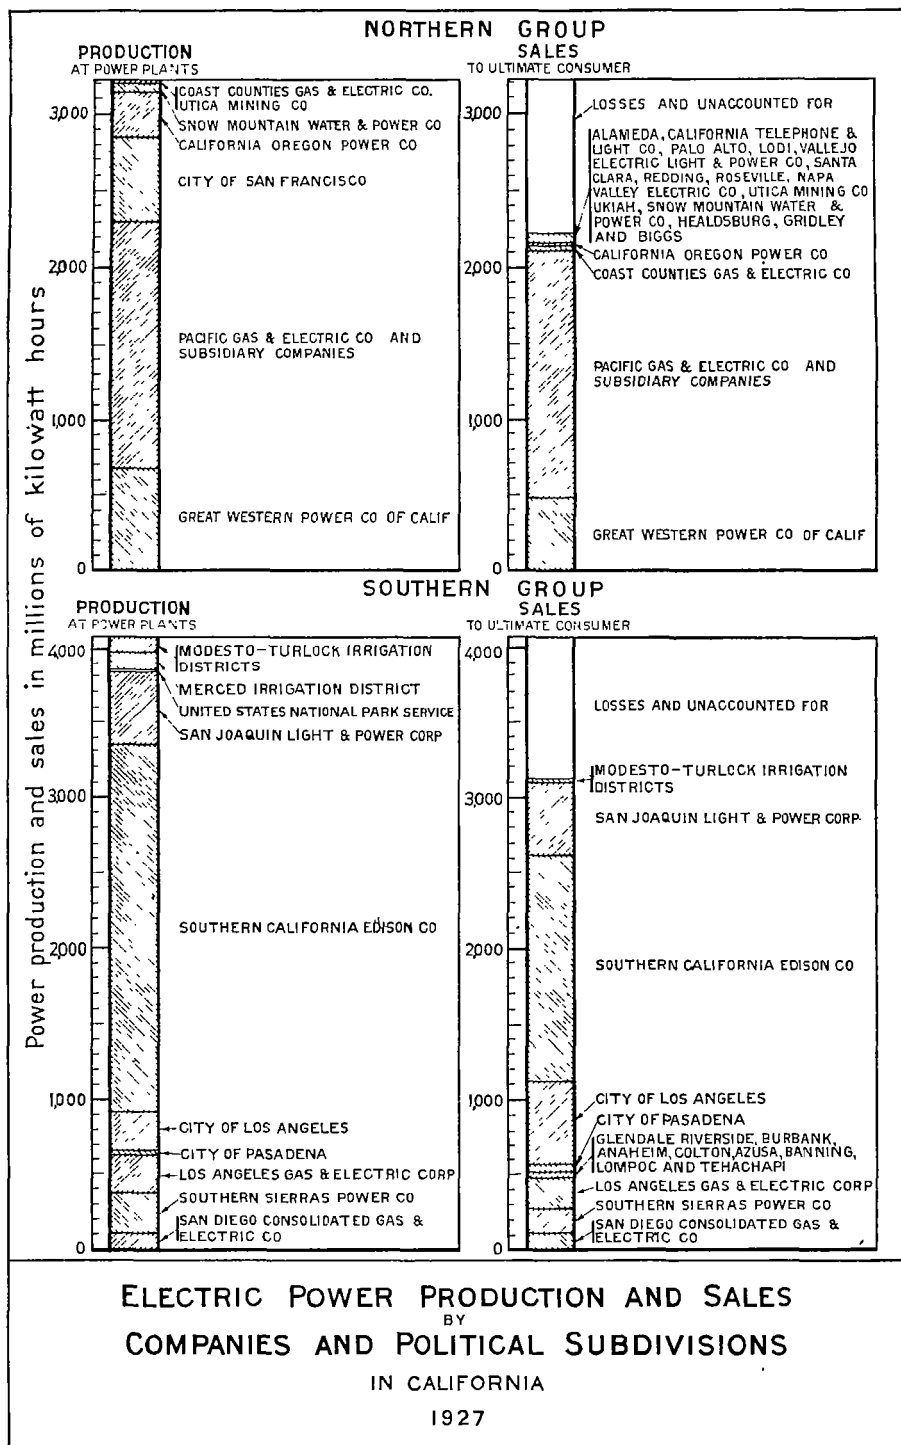 NORTHERN GROUP
PRODUCTION
AT POWER PLANTS
3,000
2,000
1,000
0
COAST COUNTIES GAS & ELECTRIC CO.
UTICA MINING CO
SNOW MOUNTAIN WATER & POWER CO
CALIFORNIA OREGON POWER CO
CITY OF SAN FRANCISCO
PACIFIC GAS & ELECTRIC CO AND
SUBSIDIARY COMPANIES
GREAT WESTERN POWER CO OF CALIF
SALES
TO ULTIMATE CONSUMER
3,000
2,000
1,000
0
LOSSES AND UNACCOUNTED FOR
ALAMEDA, CALIFORNIA TELEPHONE &
LIGHT CO, PALO ALTO, LODI, VALLEJO
ELECTRIC LIGHT & POWER CO, SANTA
CLARA, REDDING, ROSEVILLE, NAPA
VALLEY ELECTRIC CO, UTICA MINING CO
UKIAH, SNOW MOUNTAIN WATER &
POWER CO, HEALDSBURG, GRIDLEY
AND BIGGS
CALIFORNIA OREGON POWER CO
COAST COUNTIES GAS & ELECTRIC CO
PACIFIC GAS & ELECTRIC CO AND
SUBSIDIARY COMPANIES
GREAT WESTERN POWER CO OF CALIF
Power production and sales in millions of kilowatt hours
SOUTHERN GROUP
PRODUCTION
AT POWER PLANTS
4,000
3,000
2,000
1,000
0
MODESTO-TURLOCK IRRIGATION
DISTRICTS
MERCED IRRIGATION DISTRICT
UNITED STATES NATIONAL PARK SERVICE
SAN JOAQUIN LIGHT & POWER CORP
SOUTHERN CALIFORNIA EDISON CO
CITY OF LOS ANGELES
CITY OF PASADENA
LOS ANGELES GAS & ELECTRIC CORP
SOUTHERN SIERRAS POWER CO
SAN DIEGO CONSOLIDATED GAS &
ELECTRIC CO
SALES
TO ULTIMATE CONSUMER
4,000
3,000
2,000
1,000
0
LOSSES AND UNACCOUNTED FOR
MODESTO-TURLOCK IRRIGATION
DISTRICTS
SAN JOAQUIN LIGHT & POWER CORP
SOUTHERN CALIFORNIA EDISON CO
CITY OF LOS ANGELES
CITY OF PASADENA
GLENDALE RIVERSIDE, BURBANK,
ANAHEIM, COLTON, AZUSA, BANNING,
LOMPOC AND TEHACHAPI
LOS ANGELES GAS & ELECTRIC CORP
SOUTHERN SIERRAS POWER CO
SAN DIEGO CONSOLIDATED GAS &
ELECTRIC CO
ELECTRIC POWER PRODUCTION AND SALES
BY
COMPANIES AND POLITICAL SUBDIVISIONS
IN CALIFORNIA
1927